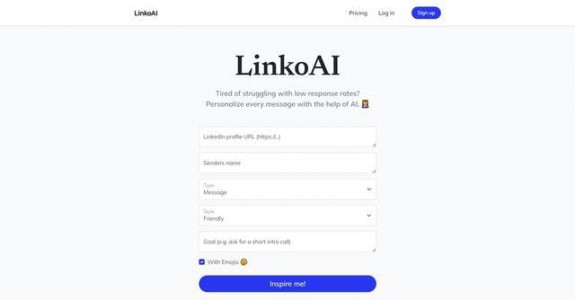 LinkoAI
Pricing
Log in
Sign up
LinkoAI
Tired of struggling with low response rates?
Personalize every message with the help of AI.
LinkedIn profile URL (https://..)
Senders name
Type
Message
Style
Friendly
Goal (e.g. ask for a short intro call)
With Emojis
Inspire me!